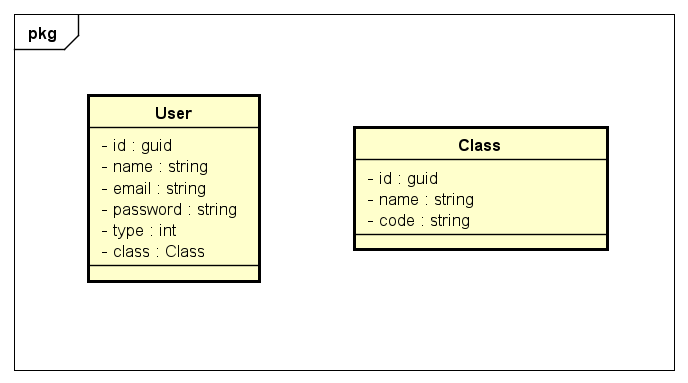 pkg
User
- id : guid
- name : string
- email : string
- password : string
- type : int
- class : Class
Class
- id : guid
- name : string
- code : string